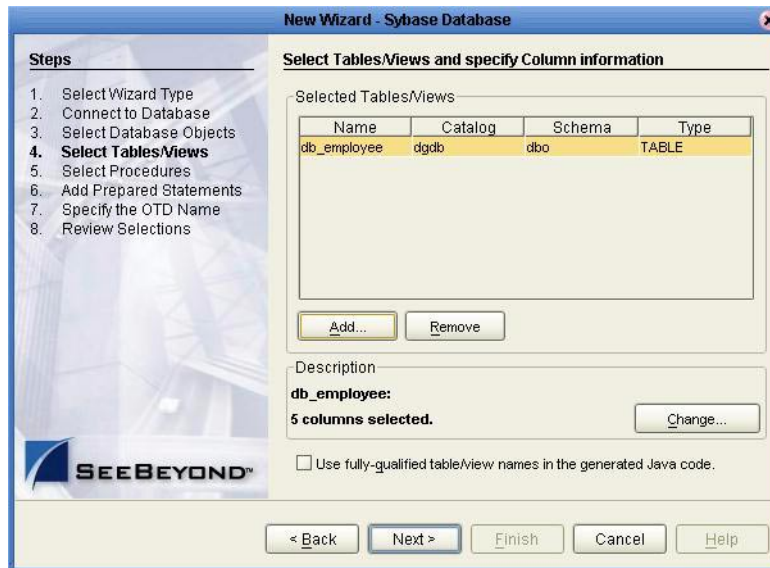 New Wizard - Sybase Database
Steps
1. Select Wizard Type
2. Connect to Database
3. Select Database Objects
4. Select Tables/Views
5. Select Procedures
6. Add Prepared Statements
7. Specify the OTD Name
8. Review Selections
SEEBEYOND™
Select Tables/Views and specify Column information
Selected Tables/Views
Name Catalog Schema Type
db_employee dgdb dbo TABLE
Add... Remove
Description
db_employee:
5 columns selected.
Change...
Use fully-qualified table/view names in the generated Java code.
< Back Next > Finish Cancel Help